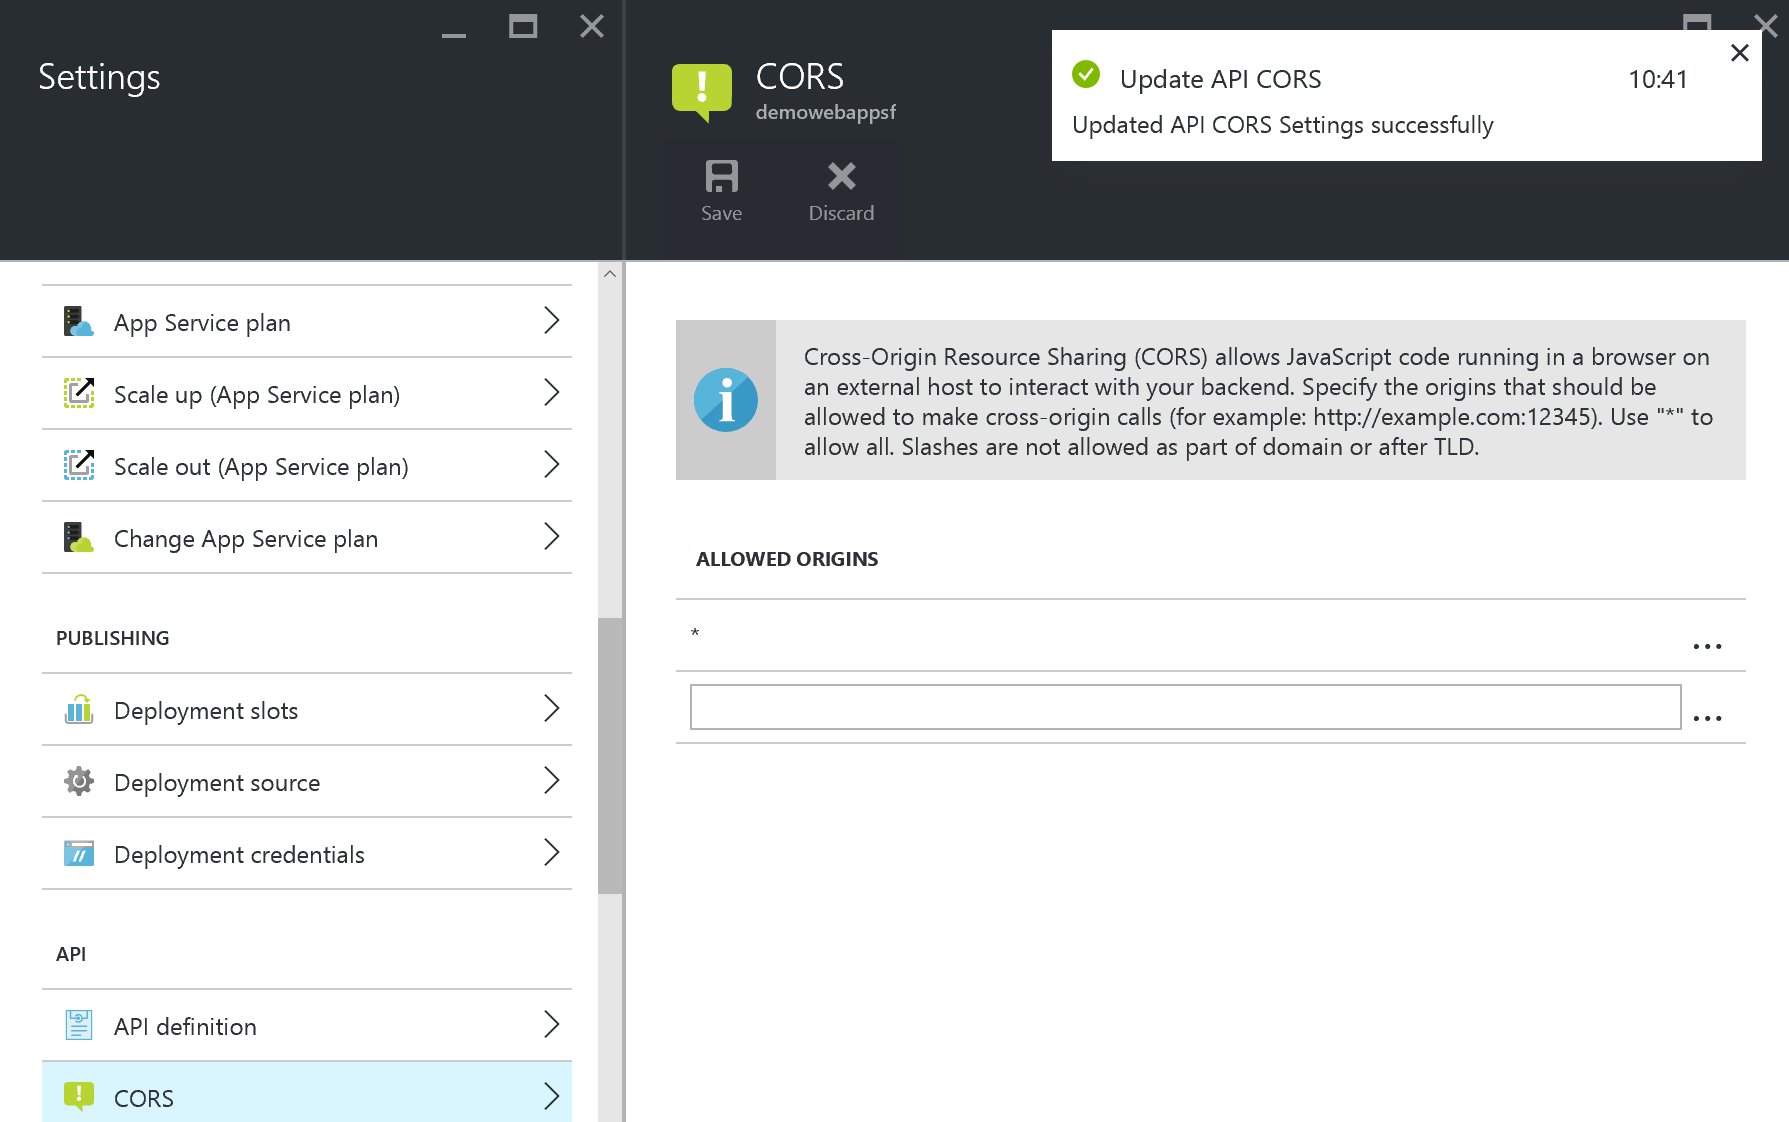 Settings
App Service plan
Scale up (App Service plan)
Scale out (App Service plan)
Change App Service plan
PUBLISHING
Deployment slots
Deployment source
Deployment credentials
API
API definition
CORS
CORS
demowebappsf
Save
Discard
Update API CORS
10:41
Updated API CORS Settings successfully
Cross-Origin Resource Sharing (CORS) allows JavaScript code running in a browser on
an external host to interact with your backend. Specify the origins that should be
allowed to make cross-origin calls (for example: http://example.com:12345). Use "*" to
allow all. Slashes are not allowed as part of domain or after TLD.
ALLOWED ORIGINS
*
...
...